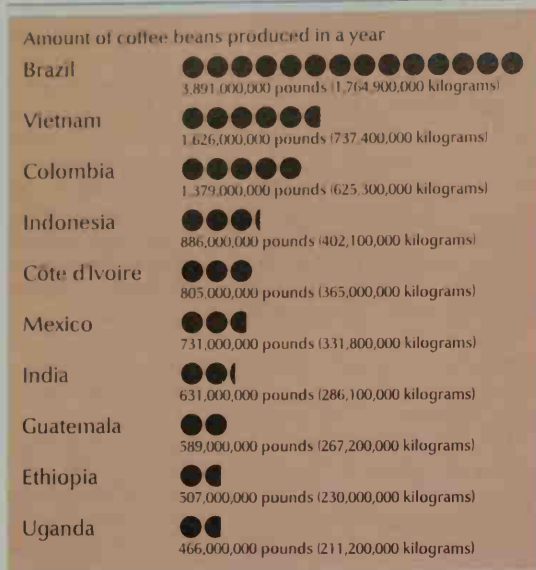 Amount of coffee beans produced in a year
Brazil
3,891,000,000 pounds (1,764,900,000 kilograms)
Vietnam
1,626,000,000 pounds (737,400,000 kilograms)
Colombia
1,379,000,000 pounds (625,300,000 kilograms)
Indonesia
886,000,000 pounds (402,100,000 kilograms)
Côte d'Ivoire
805,000,000 pounds (365,000,000 kilograms)
Mexico
731,000,000 pounds (331,800,000 kilograms)
India
631,000,000 pounds (286,100,000 kilograms)
Guatemala
589,000,000 pounds (267,200,000 kilograms)
Ethiopia
507,000,000 pounds (230,000,000 kilograms)
Uganda
466,000,000 pounds (211,200,000 kilograms)